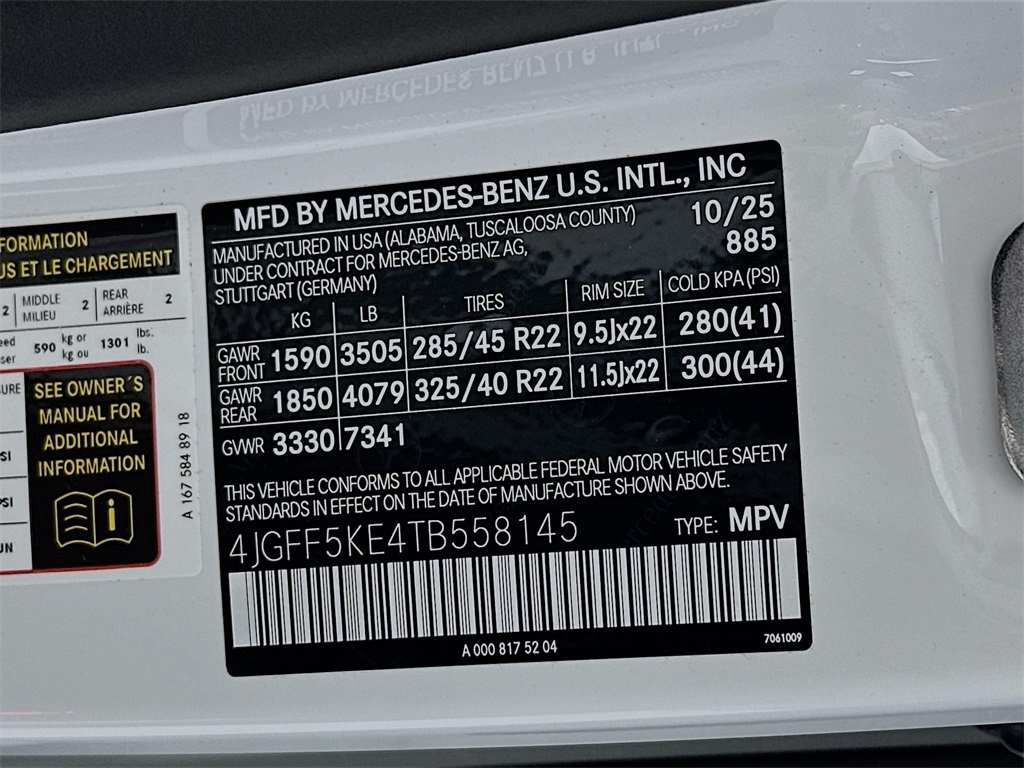 MFD BY MERCEDES-BENZ U.S. INTL., INC
MANUFACTURED IN USA (ALABAMA, TUSCALOOSA COUNTY) 10/25
UNDER CONTRACT FOR MERCEDES-BENZ AG, 885
STUTTGART (GERMANY)
KG LB TIRES RIM SIZE COLD KPA (PSI)
GAWR FRONT 1590 3505 285/45 R22 9.5Jx22 280(41)
GAWR REAR 1850 4079 325/40 R22 11.5Jx22 300(44)
GVWR 3330 7341
THIS VEHICLE CONFORMS TO ALL APPLICABLE FEDERAL MOTOR VEHICLE SAFETY
STANDARDS IN EFFECT ON THE DATE OF MANUFACTURE SHOWN ABOVE.
4JGFF5KE4TB558145 TYPE: MPV
A 000 817 52 04
7061009
ET LE CHARGEMENT
2 MIDDLE MILIEU 2 REAR ARRIÈRE 2
590 kg or kg ou 1301 lbs. lb.
SEE OWNER´S
MANUAL FOR
ADDITIONAL
INFORMATION
A 167 584 89 18